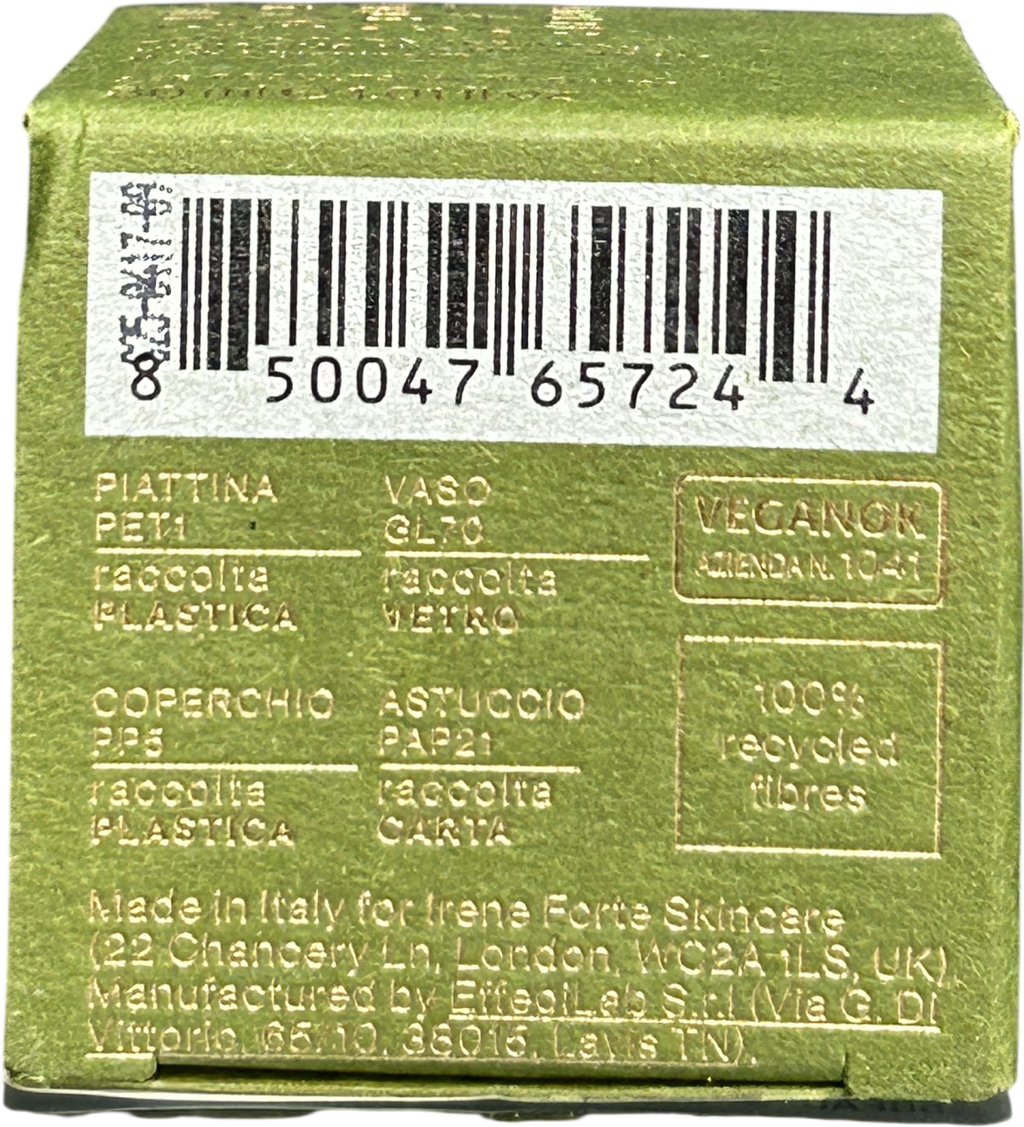 8 50047 65724 4
PIATTINA
PET1
raccolta
PLASTICA
VASO
GL70
raccolta
VETRO
VEGANOK
AZIENDA N. 1041
COPERCHIO
PP5
raccolta
PLASTICA
ASTUCCIO
PAP21
raccolta
CARTA
100%
recycled
fibres
Made in Italy for Irene Forte Skincare
(22 Chancery Ln, London, WC2A 1LS, UK).
Manufactured by EffegiLab S.r.l (Via G. Di
Vittorio, 65/10, 38015, Lavis TN).